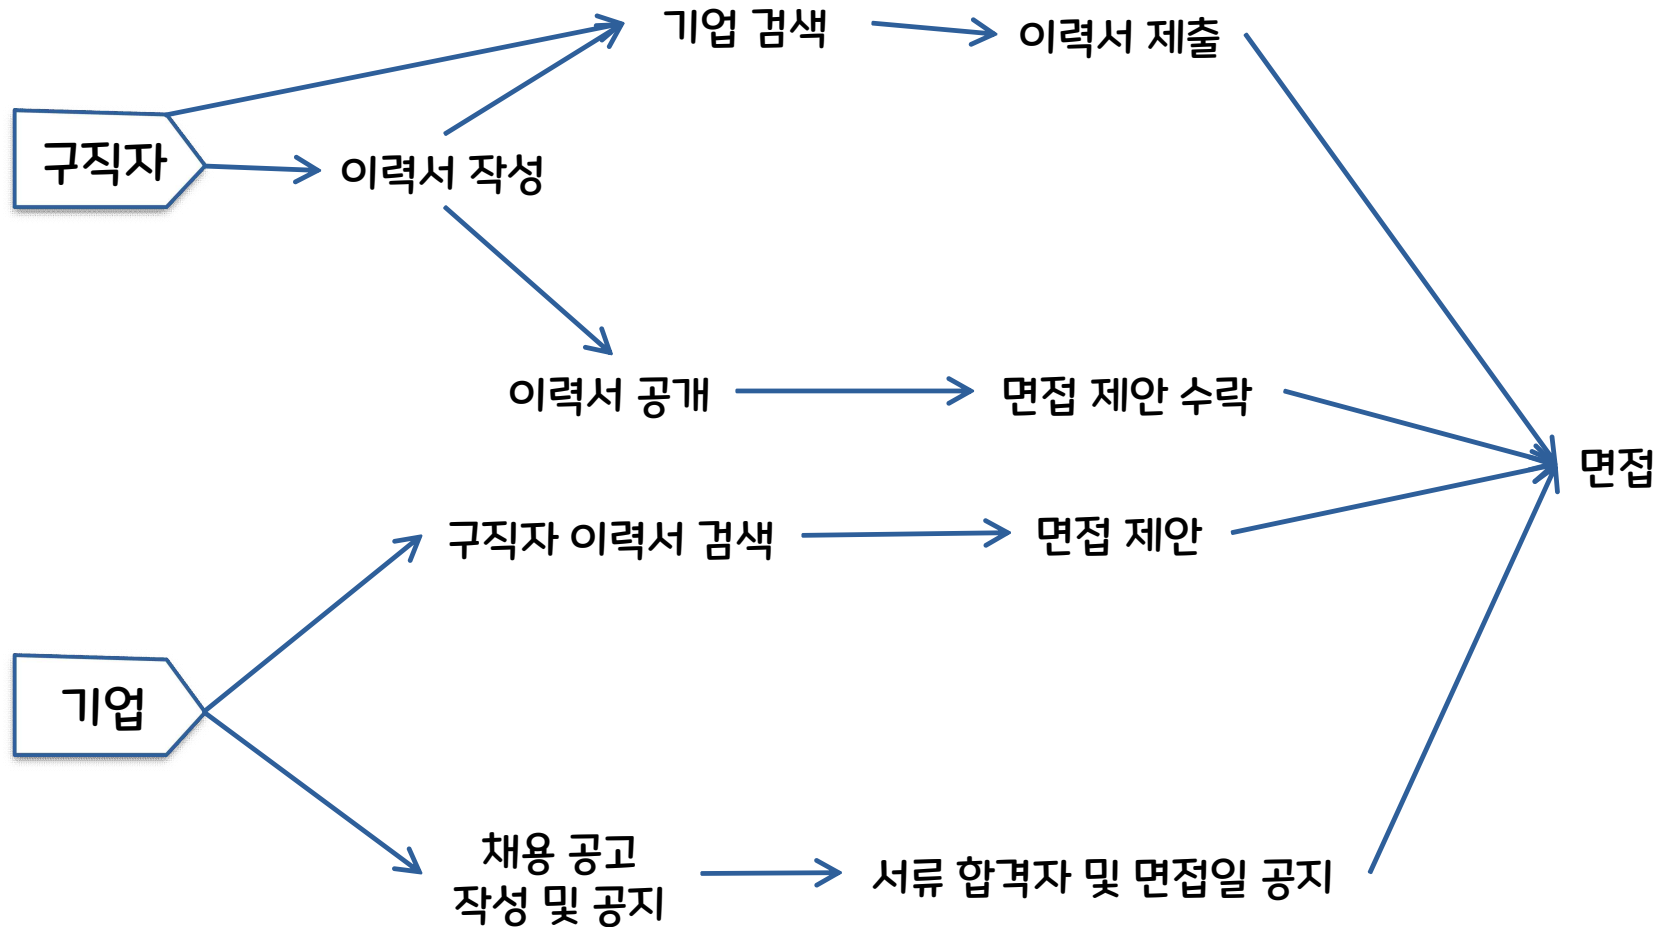 기업 검색
이력서 제출
구직자
이력서 작성
이력서 공개
면접 제안 수락
면접
구직자 이력서 검색
면접 제안
기업
채용 공고
작성 및 공지
서류 합격자 및 면접일 공지